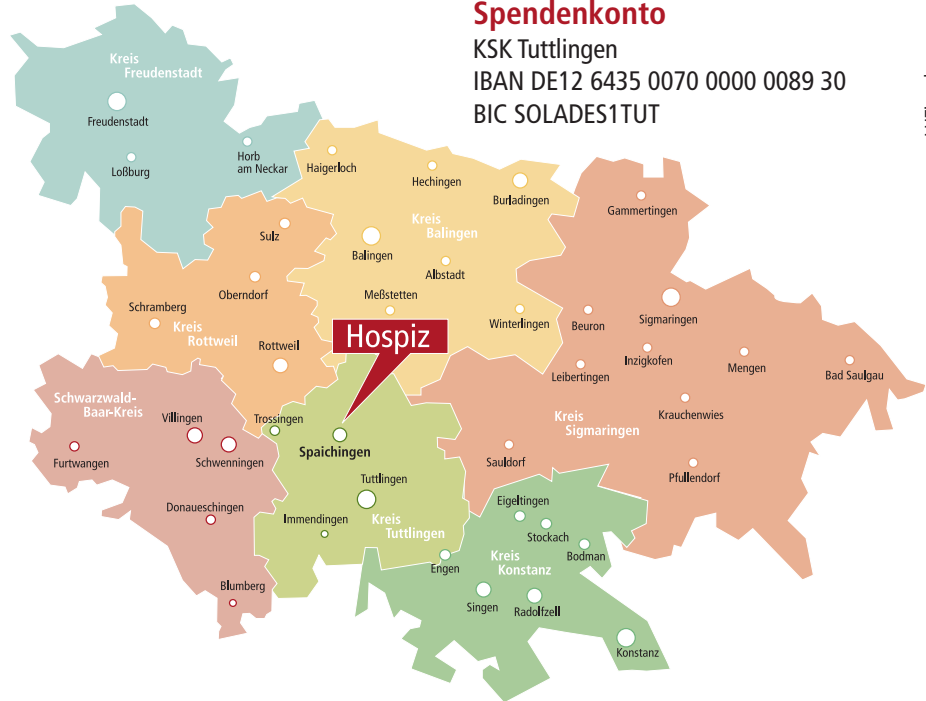 Spendenkonto
KSK Tuttlingen
IBAN DE12 6435 0070 0000 0089 30
BIC SOLADES1TUT
Kreis
Freudenstadt
Freudenstadt
Loßburg
Horb
am Neckar
Haigerloch
Hechingen
Burladingen
Kreis
Balingen
Balingen
Albstadt
Meßstetten
Winterlingen
Gammertingen
Sulz
Oberndorf
Schramberg
Kreis
Rottweil
Rottweil
Hospiz
Beuron
Sigmaringen
Leibertingen
Inzigkofen
Mengen
Bad Saulgau
Krauchenwies
Kreis
Sigmaringen
Sauldorf
Pfullendorf
Schwarzwald-
Baar-Kreis
Villingen
Schwenningen
Furtwangen
Donaueschingen
Blumberg
Trossingen
Spaichingen
Tuttlingen
Immendingen
Kreis
Tuttlingen
Eigeltingen
Stockach
Bodman
Kreis
Konstanz
Engen
Singen
Radolfzell
Konstanz